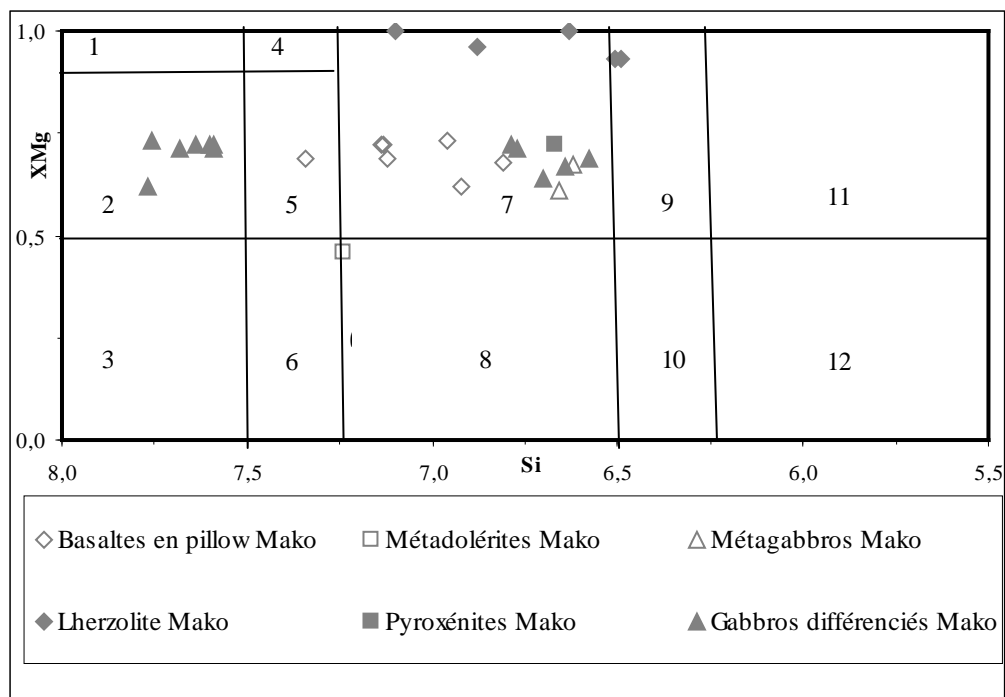 1,0
1
4
XMg
2
5
7
9
11
0,5
3
6
8
10
12
0,0
8,0
7,5
7,0
6,5
6,0
5,5
Si
Basaltes en pillow Mako
Métadolérites Mako
Métagabbros Mako
Lherzolite Mako
Pyroxénites Mako
Gabbros différenciés Mako